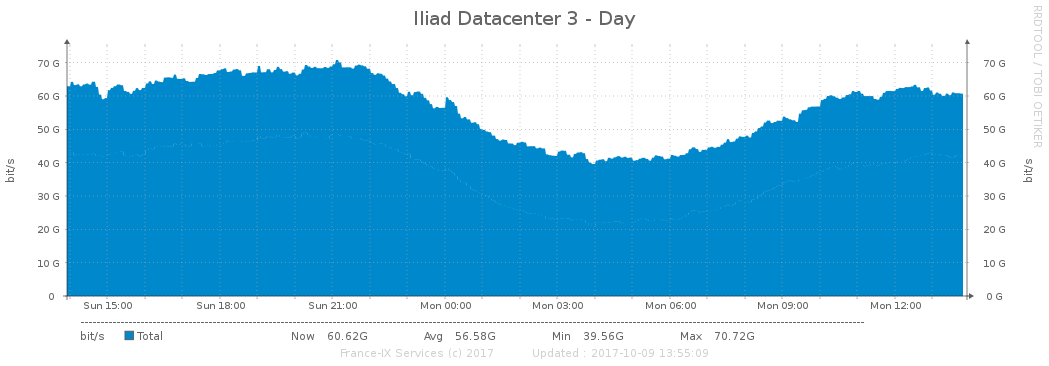 Iliad Datacenter 3 - Day
RRDTOOL / TOBI OETIKER
bit/s
70 G
60 G
50 G
40 G
30 G
20 G
10 G
0
70 G
60 G
50 G
40 G
30 G
20 G
10 G
0 G
bit/s
Sun 15:00 Sun 18:00 Sun 21:00 Mon 00:00 Mon 03:00 Mon 06:00 Mon 09:00 Mon 12:00
bit/s Total Now 60.62G Avg 56.58G Min 39.56G Max 70.72G
France-IX Services (c) 2017 Updated : 2017-10-09 13:55:09